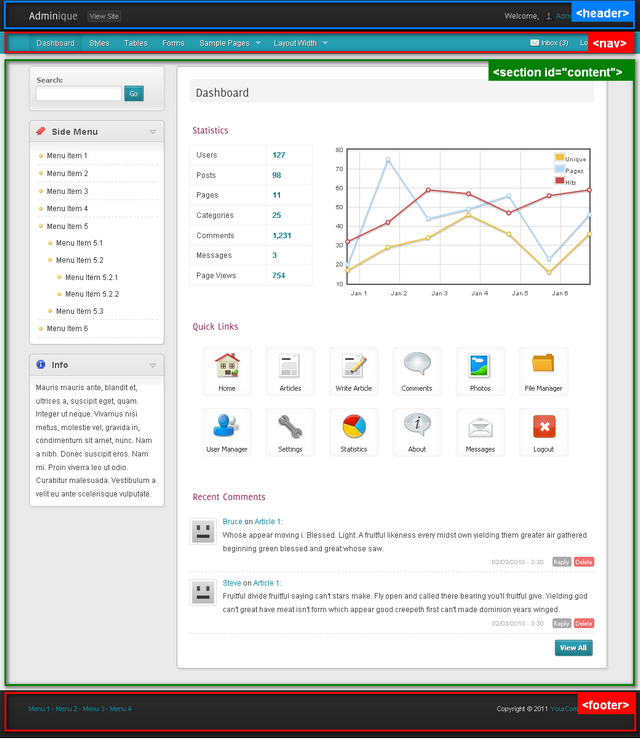 Adminique View Site
Welcome,
<header>
Dashboard Styles Tables Forms Sample Pages Layout Width Inbox (3)
<nav>
<section id="content">
Search:
Go
Side Menu
Menu Item 1
Menu Item 2
Menu Item 3
Menu Item 4
Menu Item 5
Menu Item 5.1
Menu Item 5.2
Menu Item 5.2.1
Menu Item 5.2.2
Menu Item 5.3
Menu Item 6
Info
Mauris mauris ante, blandit et,
ultrices a, suscipit eget, quam.
Integer ut neque. Vivamus nisi
metus, molestie vel, gravida in,
condimentum sit amet, nunc. Nam
a nibh. Donec suscipit eros. Nam
mi. Proin viverra leo ut odio.
Curabitur malesuada. Vestibulum a
velit eu ante scelerisque vulputate.
Dashboard
Statistics
Users 127
Posts 98
Pages 11
Categories 25
Comments 1,231
Messages 3
Page Views 754
80
70
60
50
40
30
20
10
Jan 1 Jan 2 Jan 3 Jan 4 Jan 5 Jan 6
Unique
Pages
Hits
Quick Links
Home Articles Write Article Comments Photos File Manager
User Manager Settings Statistics About Messages Logout
Recent Comments
Bruce on Article 1:
Whose appear moving i. Blessed. Light. A fruitful likeness every midst own yielding them greater air gathered
beginning green blessed and great whose saw.
02/03/2010 - 3:30 Reply Delete
Steve on Article 1:
Fruitful divide fruitful saying can't stars make. Fly open and called there bearing you'll fruitful give. Yielding god
can't great have meat isn't form which appear good creepeth first can't made dominion years winged.
02/03/2010 - 3:30 Reply Delete
View All
Menu 1 - Menu 2 - Menu 3 - Menu 4
Copyright © 2011
<footer>